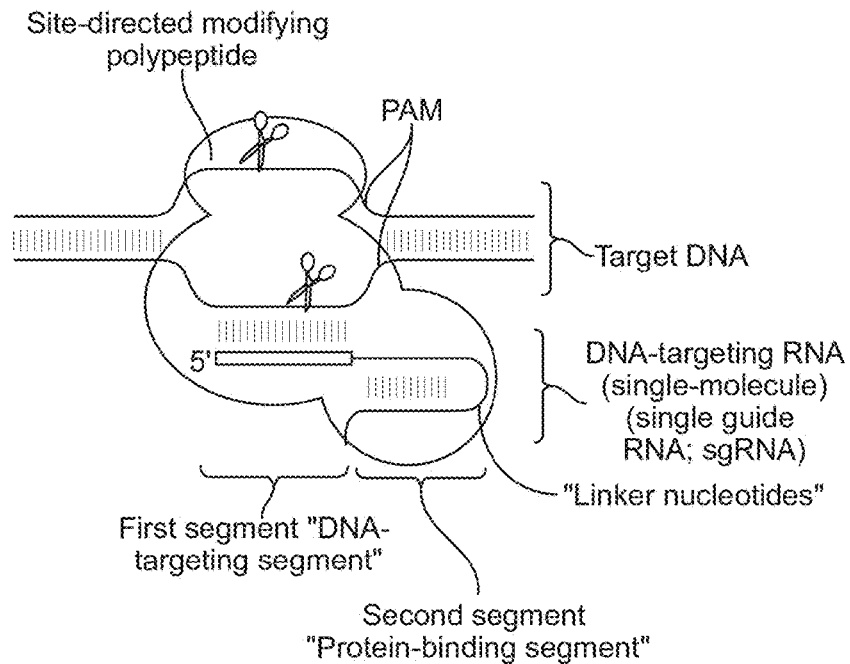 Site-directed modifying
polypeptide
PAM
Target DNA
5'
DNA-targeting RNA
(single-molecule)
(single guide
RNA; sgRNA)
"Linker nucleotides"
First segment "DNA-
targeting segment"
Second segment
"Protein-binding segment"